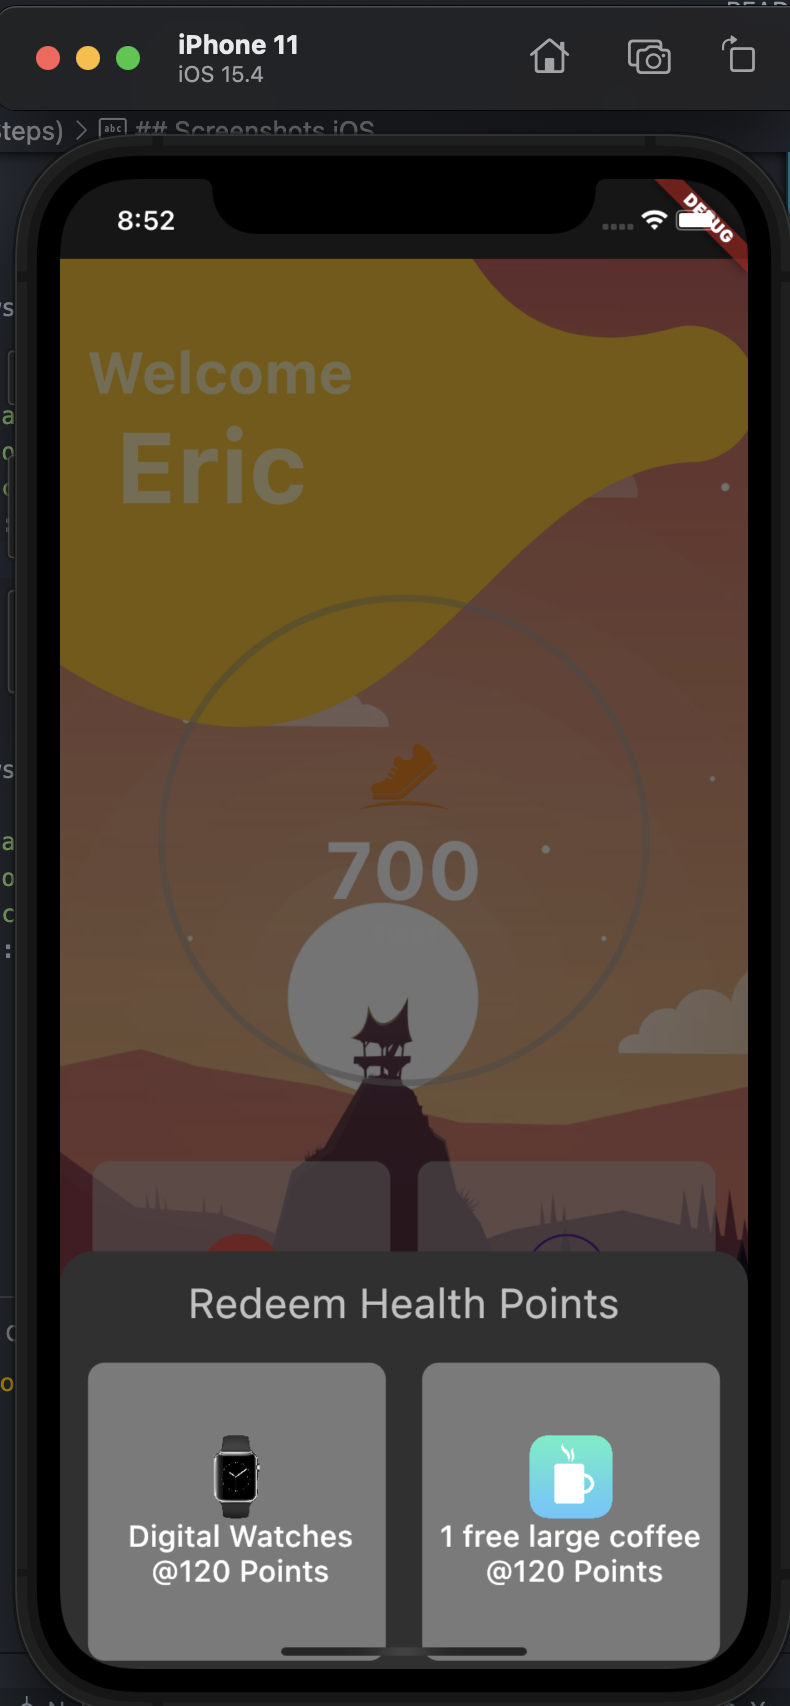 iPhone 11
iOS 15.4
abc ## Screenshots iOS
8:52
DEBUG
Welcome
Eric
700
Redeem Health Points
Digital Watches
@120 Points
1 free large coffee
@120 Points